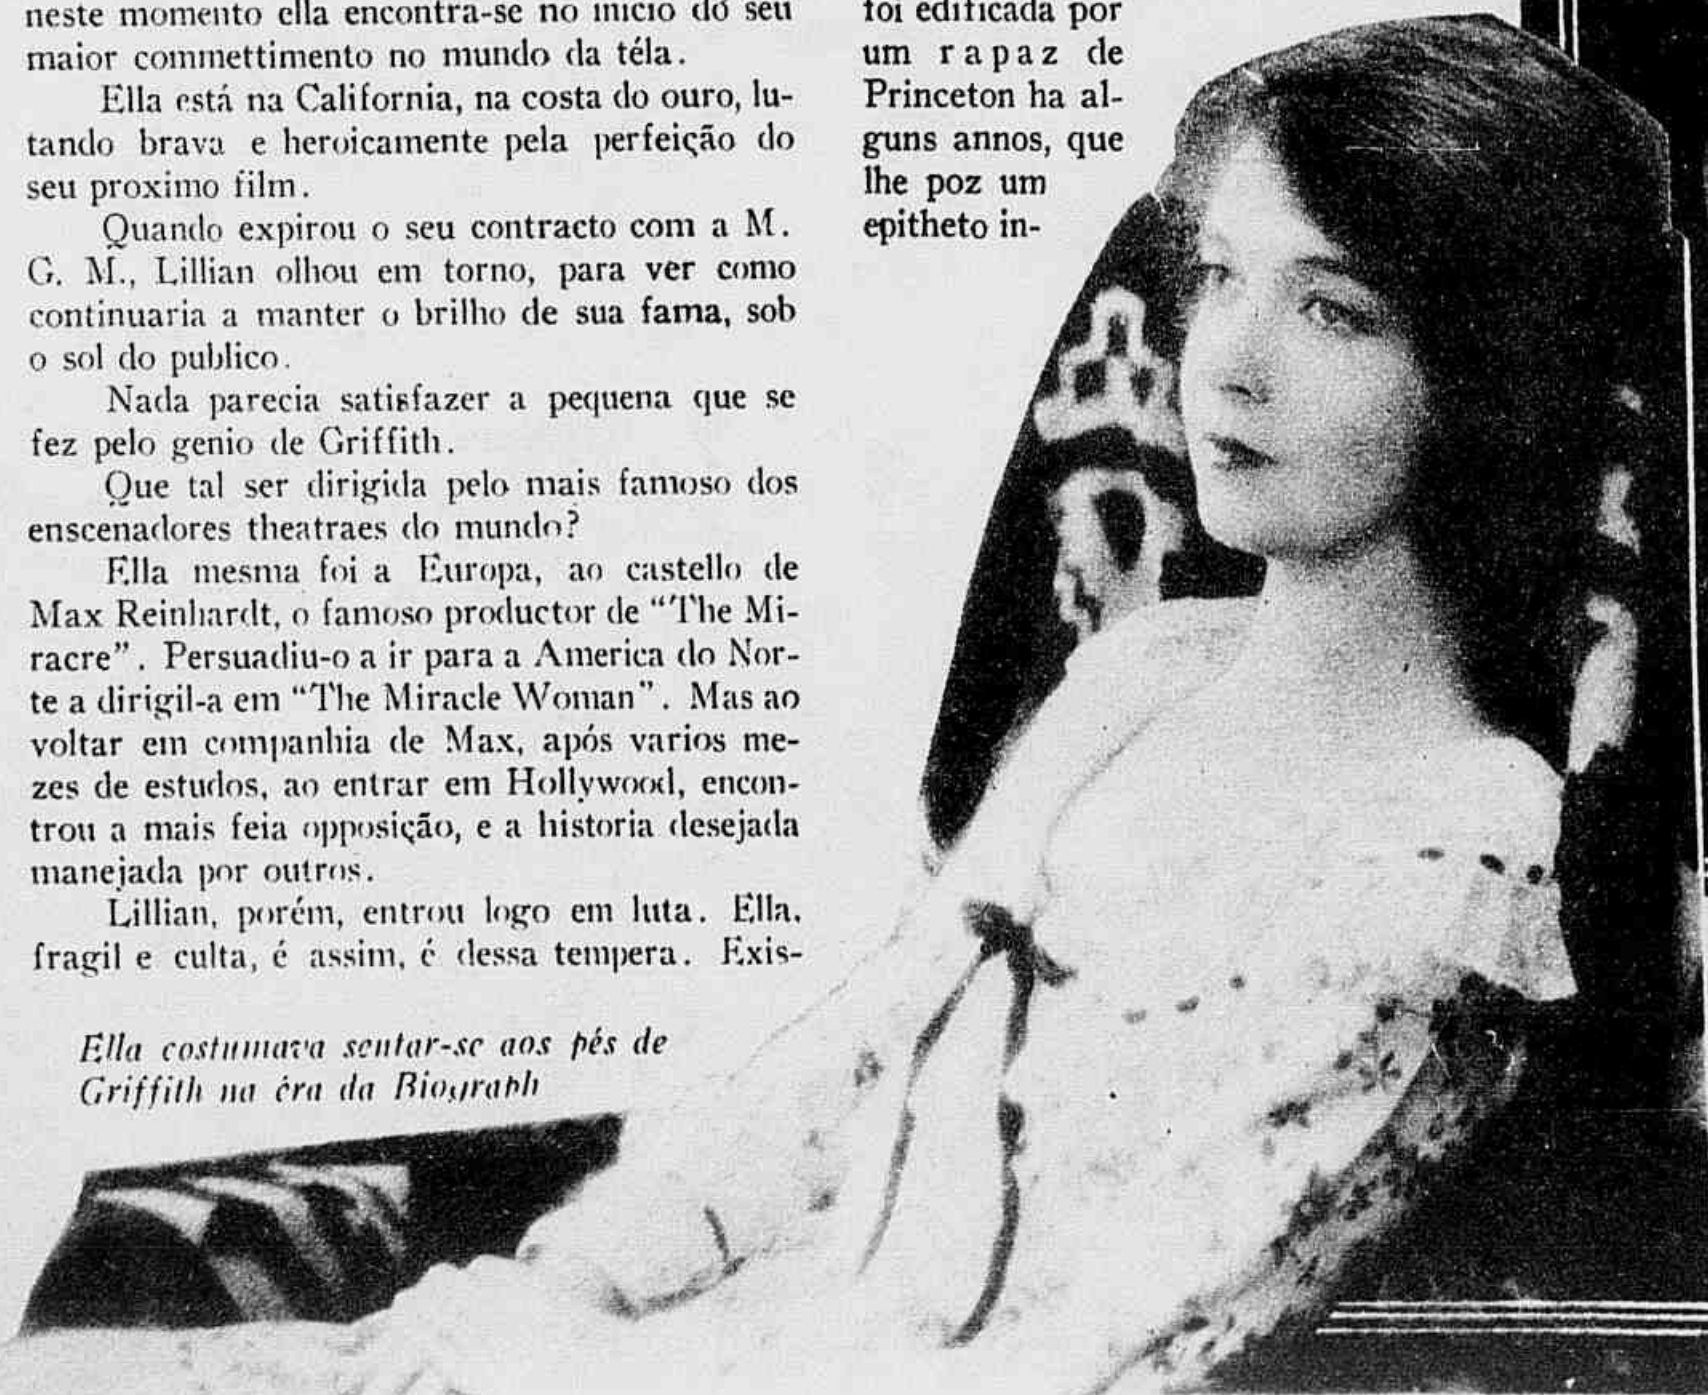 neste momento ella encontra-se no inicio do seu
maior commettimento no mundo da téla.
Ella está na California, na costa do ouro, lu-
tando brava e heroicamente pela perfeição do
seu proximo film.
Quando expirou o seu contracto com a M.
G. M., Lillian olhou em torno, para ver como
continuaria a manter o brilho de sua fama, sob
o sol do publico.
Nada parecia satisfazer a pequena que se
fez pelo genio de Griffith.
Que tal ser dirigida pelo mais famoso dos
enscenadores theatraes do mundo?
Ella mesma foi a Europa, ao castello de
Max Reinhardt, o famoso productor de “The Mi-
racre”. Persuadiu-o a ir para a America do Nor-
te a dirigil-a em “The Miracle Woman”. Mas ao
voltar em companhia de Max, após varios me-
zes de estudos, ao entrar em Hollywood, encon-
trou a mais feia opposição, e a historia desejada
manejada por outros.
Lillian, porém, entrou logo em luta. Ella,
fragil e culta, é assim, é dessa tempera. Exis-
Ella costumava sentar-se aos pés de
Griffith na éra da Biograph
foi edificada por
um rapaz de
Princeton ha al-
guns annos, que
lhe poz um
epitheto in-